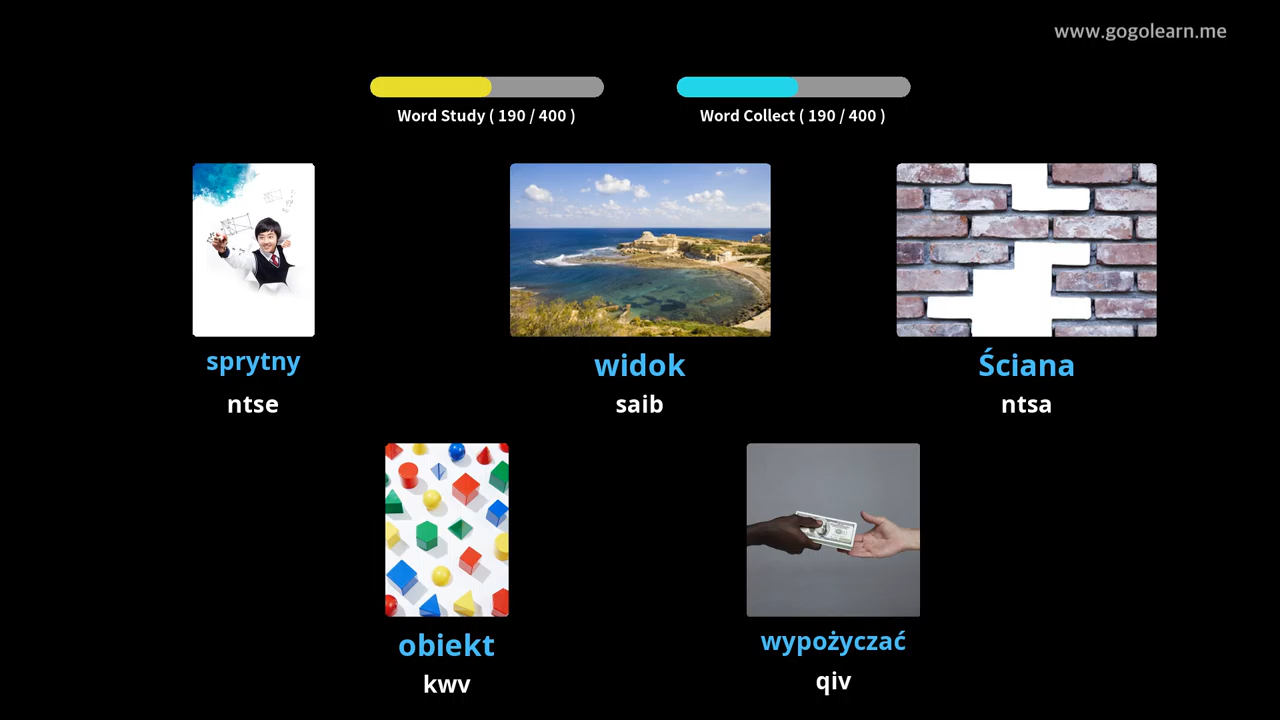 www.gogolearn.me
Word Study ( 190 / 400 )
Word Collect ( 190 / 400 )
sprytny
ntse
widok
saib
Ściana
ntsa
obiekt
kwv
wypożyczać
qiv